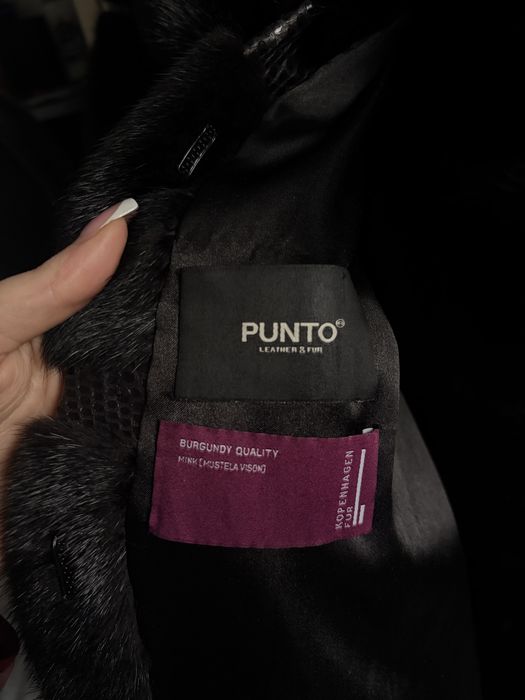 PUNTO®
LEATHER & FUR
BURGUNDY QUALITY
MINK [MUSTELA VISON]
KOPENHAGEN
FUR